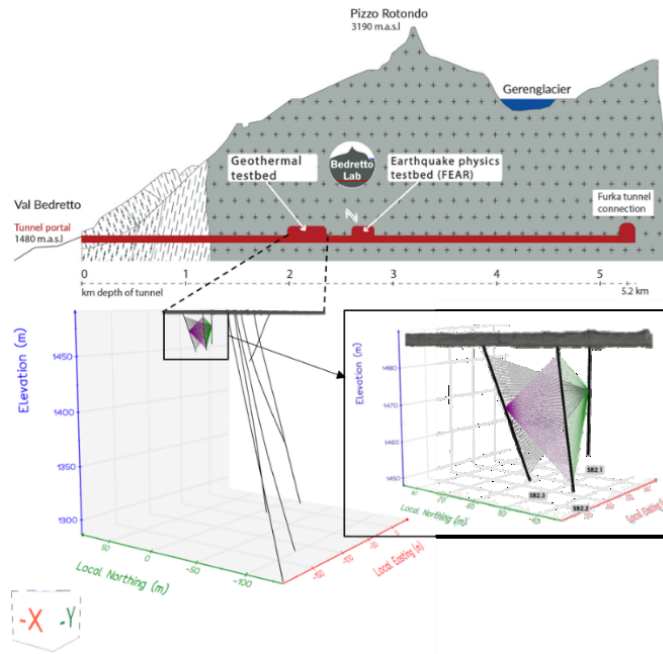 Pizzo Rotondo
3190 m.a.s.l
Gerenglacier
Geothermal
testbed
Bedretto
Lab
Earthquake physics
testbed (FEAR)
Val Bedretto
Tunnel portal
1480 m.a.s.l
Furka tunnel
connection
0 1 2 3 4 5
km depth of tunnel
5.2 km
Elevation (m)
1450
1400
1350
1300
50 0 -50 -100
Local Northing (m)
Local Easting (m)
-X -Y
Elevation (m)
1480
1470
1460
1450
Local Northing (m)
SB2.1
SB2.3
SB2.2